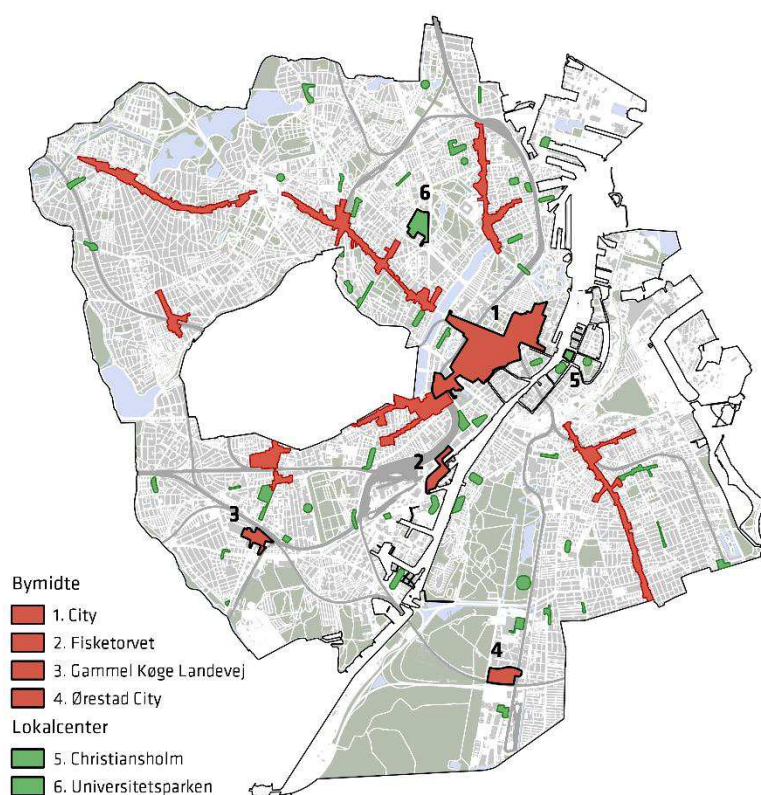 6
1
5
2
3
4
Bymidte
1. City
2. Fisketorvet
3. Gammel Køge Landevej
4. Ørestad City
Lokalcenter
5. Christiansholm
6. Universitetsparken